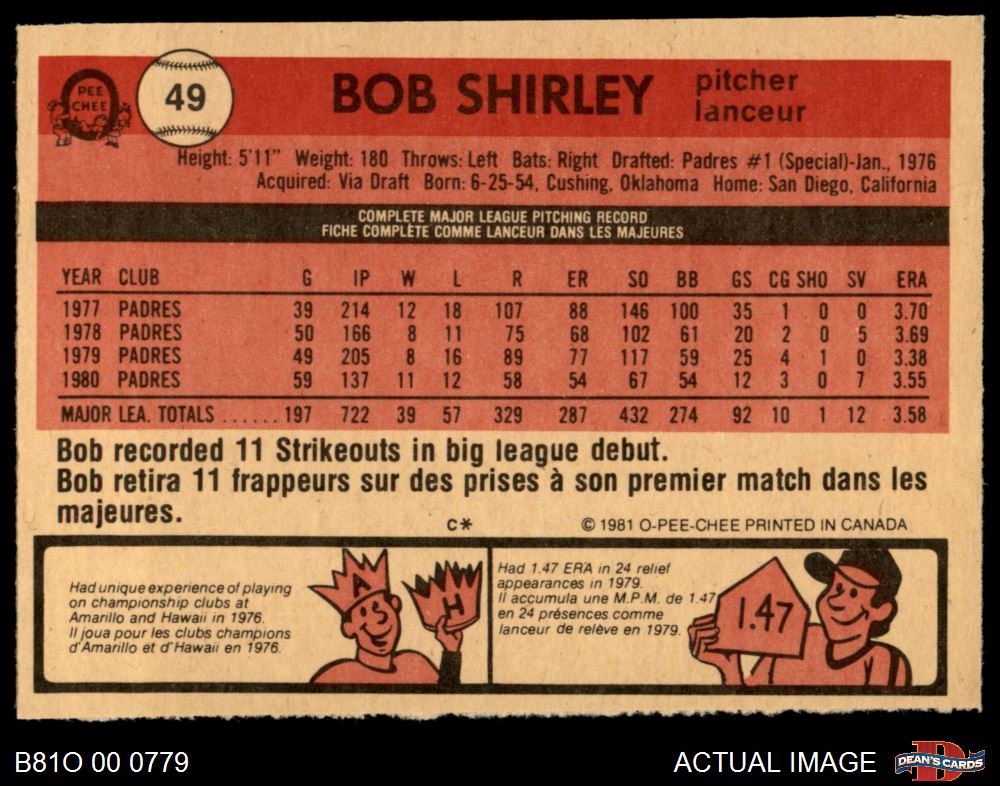 O
PEE
CHEE
49
BOB SHIRLEY
pitcher
lanceur
Height: 5'11" Weight: 180 Throws: Left Bats: Right Drafted: Padres #1 (Special)-Jan., 1976
Acquired: Via Draft Born: 6-25-54, Cushing, Oklahoma Home: San Diego, California
COMPLETE MAJOR LEAGUE PITCHING RECORD
FICHE COMPLÈTE COMME LANCEUR DANS LES MAJEURES
YEAR CLUB G IP W L R ER SO BB GS CG SHO SV ERA
1977 PADRES 39 214 12 18 107 88 146 100 35 1 0 0 3.70
1978 PADRES 50 166 8 11 75 68 102 61 20 2 0 5 3.69
1979 PADRES 49 205 8 16 89 77 117 59 25 4 1 0 3.38
1980 PADRES 59 137 11 12 58 54 67 54 12 3 0 7 3.55
MAJOR LEA. TOTALS ...... 197 722 39 57 329 287 432 274 92 10 1 12 3.58
Bob recorded 11 Strikeouts in big league debut.
Bob retira 11 frappeurs sur des prises à son premier match dans les
majeures.
C* © 1981 O-PEE-CHEE PRINTED IN CANADA
Had unique experience of playing
on championship clubs at
Amarillo and Hawaii in 1976.
Il joua pour les clubs champions
d'Amarillo et d'Hawaii en 1976.
A
H
Had 1.47 ERA in 24 relief
appearances in 1979.
Il accumula une M.P.M. de 1.47
en 24 présences comme
lanceur de relève en 1979.
1.47
B81O 00 0779
ACTUAL IMAGE
D
DEAN'S CARDS